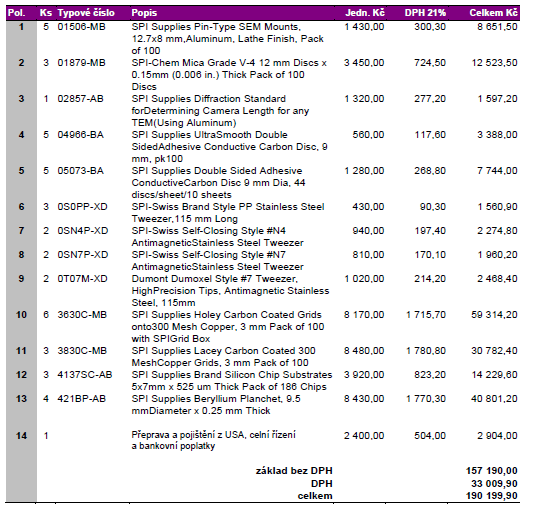 Pol. Ks Typové číslo Popis Jedn. Kč DPH 21% Celkem Kč
1 5 01506-MB SPI Supplies Pin-Type SEM Mounts, 1 430,00 300,30 8 651,50
12.7x8 mm,Aluminum, Lathe Finish, Pack
of 100
2 3 01879-MB SPI-Chem Mica Grade V-4 12 mm Discs x 3 450,00 724,50 12 523,50
0.15mm (0.006 in.) Thick Pack of 100
Discs
3 1 02857-AB SPI Supplies Diffraction Standard 1 320,00 277,20 1 597,20
forDetermining Camera Length for any
TEM(Using Aluminum)
4 5 04966-BA SPI Supplies UltraSmooth Double 560,00 117,60 3 388,00
SidedAdhesive Conductive Carbon Disc, 9
mm, pk100
5 5 05073-BA SPI Supplies Double Sided Adhesive 1 280,00 268,80 7 744,00
ConductiveCarbon Disc 9 mm Dia, 44
discs/sheet/10 sheets
6 3 0S0PP-XD SPI-Swiss Brand Style PP Stainless Steel 430,00 90,30 1 560,90
Tweezer,115 mm Long
7 2 0SN4P-XD SPI-Swiss Self-Closing Style #N4 940,00 197,40 2 274,80
AntimagneticStainless Steel Tweezer
8 2 0SN7P-XD SPI-Swiss Self-Closing Style #N7 810,00 170,10 1 960,20
AntimagneticStainless Steel Tweezer
9 2 0T07M-XD Dumont Dumoxel Style #7 Tweezer, 1 020,00 214,20 2 468,40
HighPrecision Tips, Antimagnetic Stainless
Steel, 115mm
10 6 3630C-MB SPI Supplies Holey Carbon Coated Grids 8 170,00 1 715,70 59 314,20
onto300 Mesh Copper, 3 mm Pack of 100
with SPIGrid Box
11 3 3830C-MB SPI Supplies Lacey Carbon Coated 300 8 480,00 1 780,80 30 782,40
MeshCopper Grids, 3 mm Pack of 100
12 3 4137SC-AB SPI Supplies Brand Silicon Chip Substrates 3 920,00 823,20 14 229,60
5x7mm x 525 um Thick Pack of 186 Chips
13 4 421BP-AB SPI Supplies Beryllium Planchet, 9.5 8 430,00 1 770,30 40 801,20
mmDiameter x 0.25 mm Thick
14 1 Přeprava a pojištění z USA, celní řízení 2 400,00 504,00 2 904,00
a bankovní poplatky
základ bez DPH 157 190,00
DPH 33 009,90
celkem 190 199,90